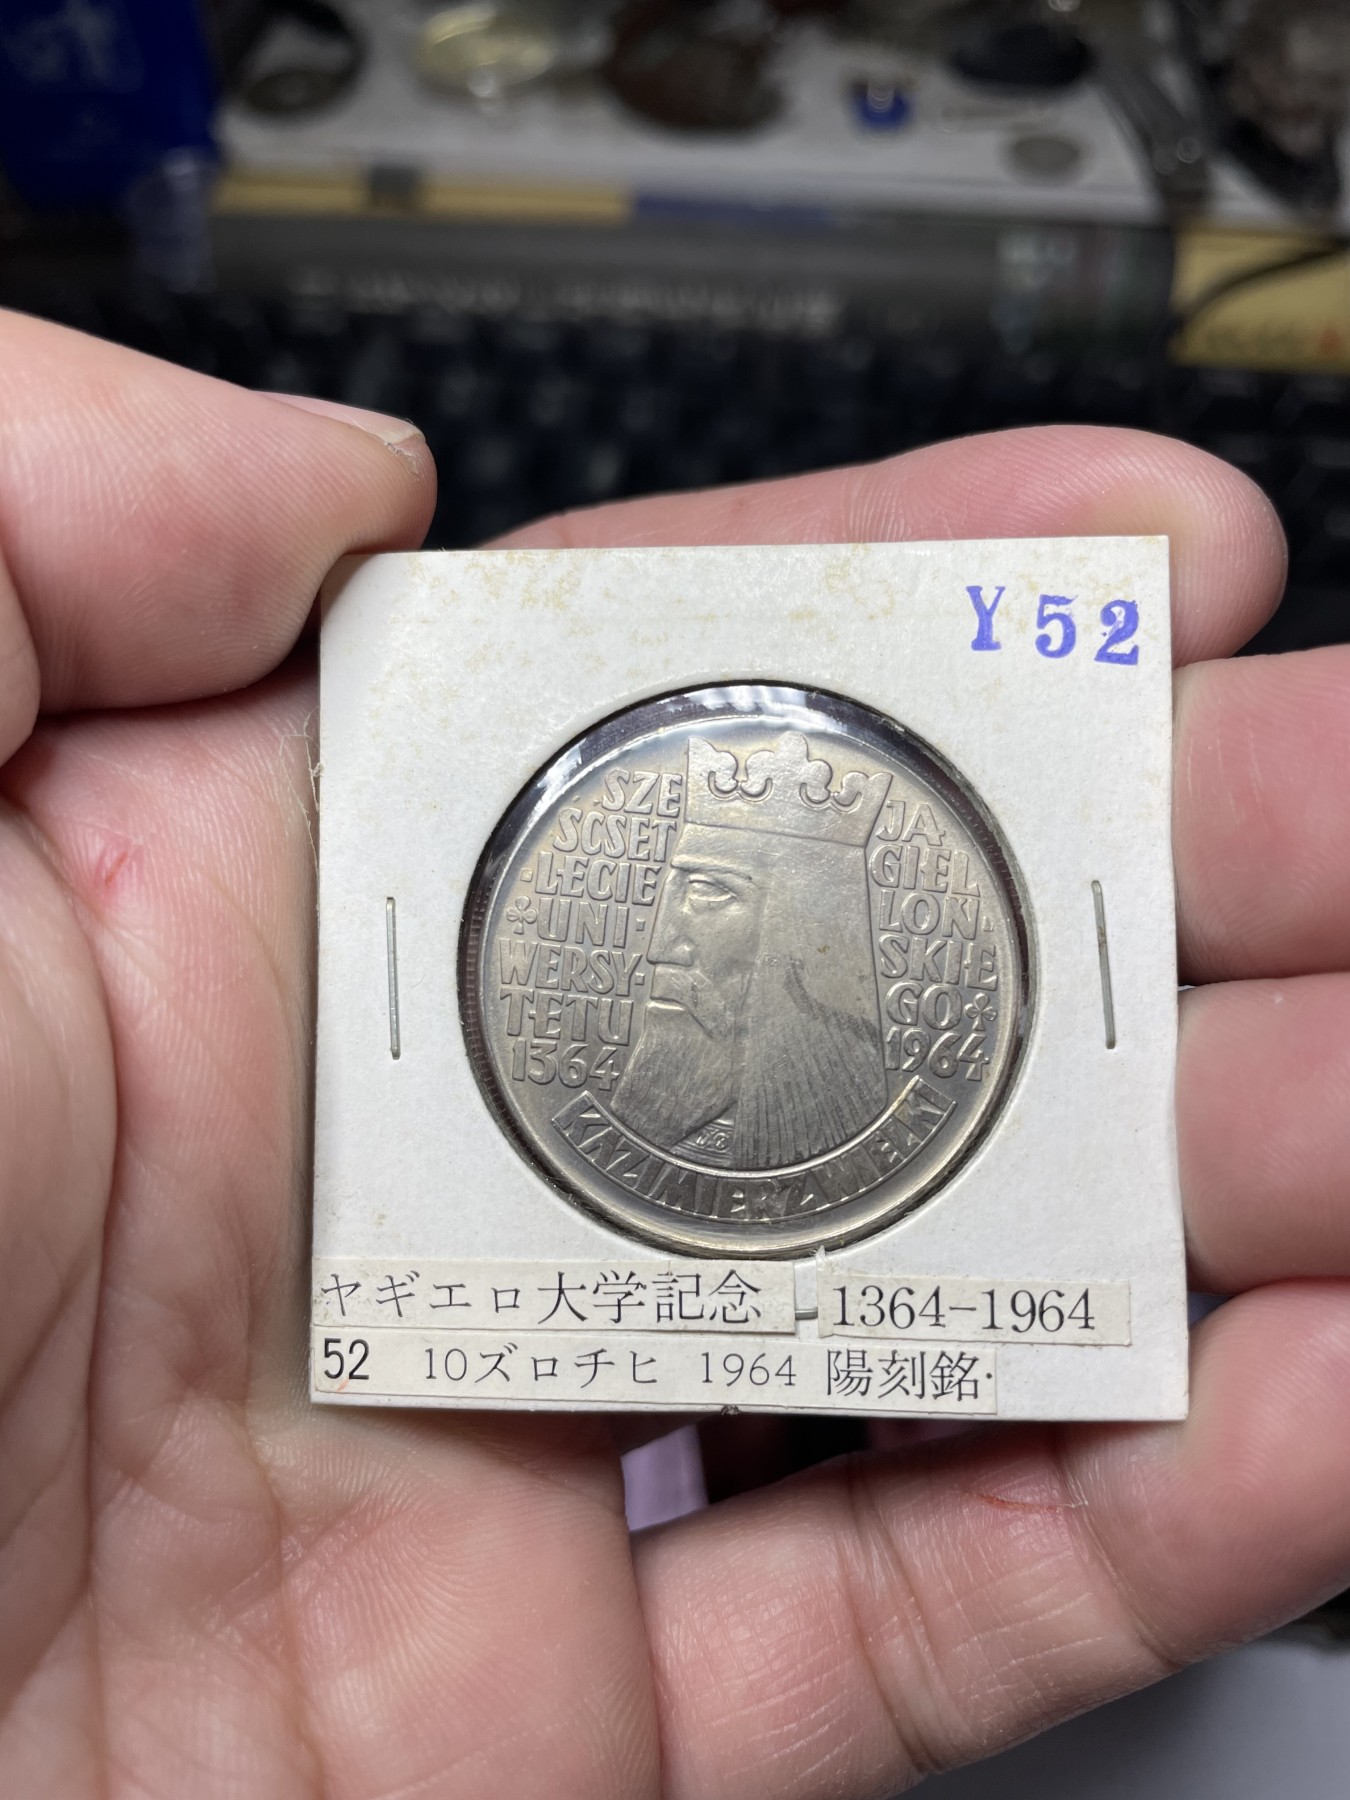 Y 52
SZE
SCSET
LECIE
UNI
WERSY
TETU
1364
JA
GIEL
LON
SKIE
GO
1964
KAZIMIERZ WIELKI
ヤギエロ大学記念 1364-1964
52 10ズロチヒ 1964 陽刻銘·